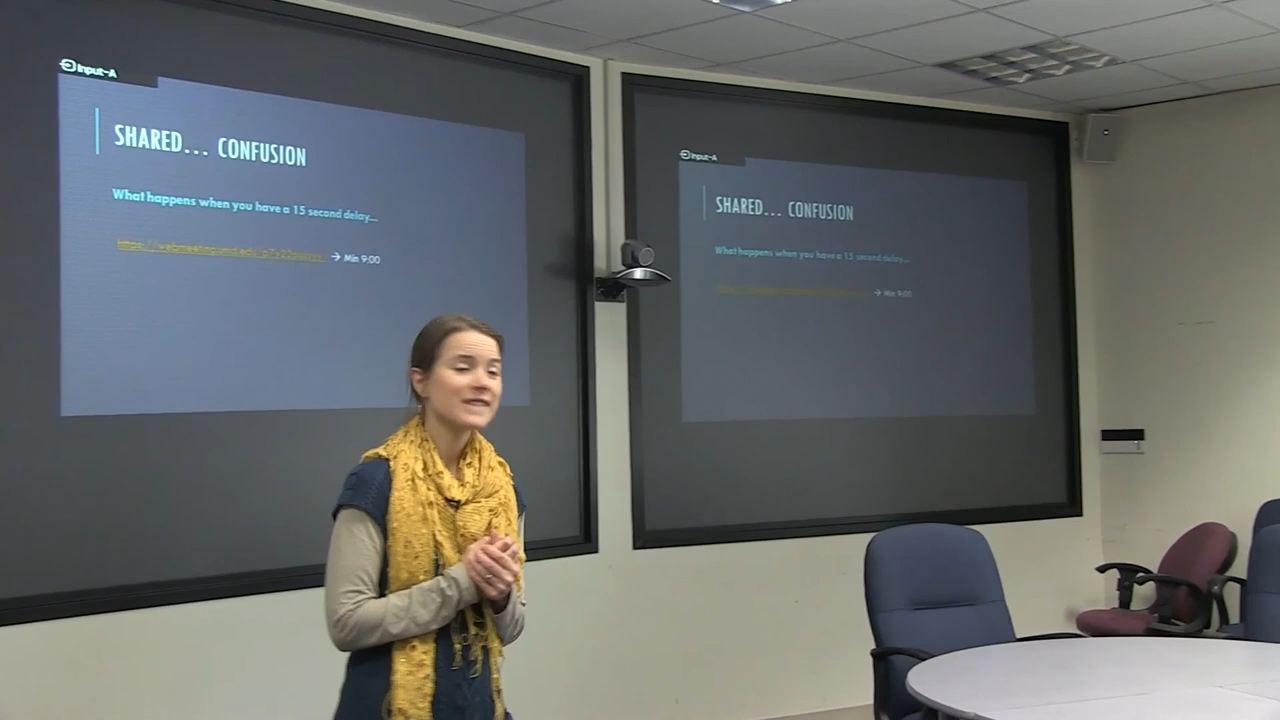 Input-A
SHARED... CONFUSION
What happens when you have a 15 second delay...
→ Min 9:00
Input-A
SHARED... CONFUSION
What happens when you have a 15 second delay...
→ Min 9:00